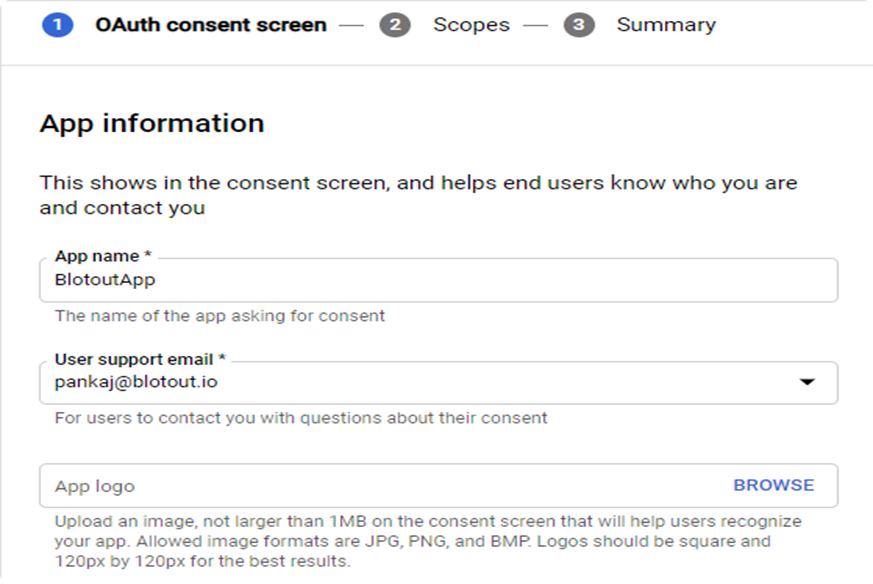 1 OAuth consent screen — 2 Scopes — 3 Summary
App information
This shows in the consent screen, and helps end users know who you are
and contact you
App name *
BlotoutApp
The name of the app asking for consent
User support email *
pankaj@blotout.io
For users to contact you with questions about their consent
App logo BROWSE
Upload an image, not larger than 1MB on the consent screen that will help users recognize
your app. Allowed image formats are JPG, PNG, and BMP. Logos should be square and
120px by 120px for the best results.